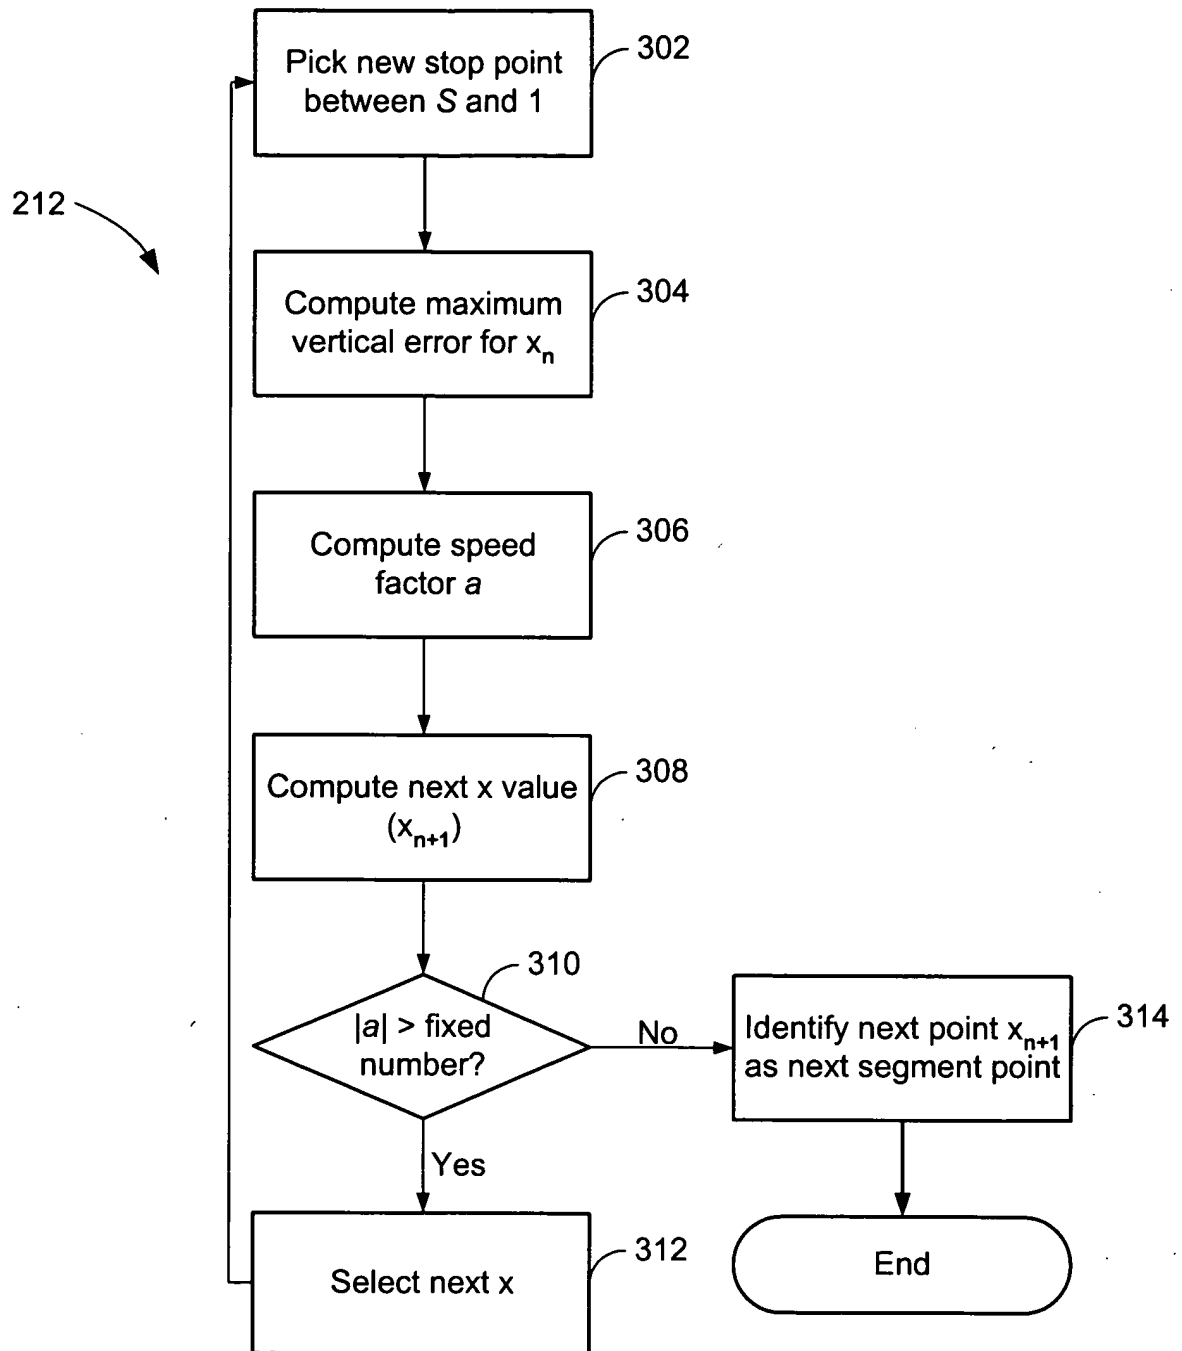 Pick new stop point
between S and 1
302
212
Compute maximum
vertical error for xₙ
304
Compute speed
factor a
306
Compute next x value
(xₙ₊₁)
308
|a| > fixed
number?
310
No
Identify next point xₙ₊₁
as next segment point
314
Yes
Select next x
312
End